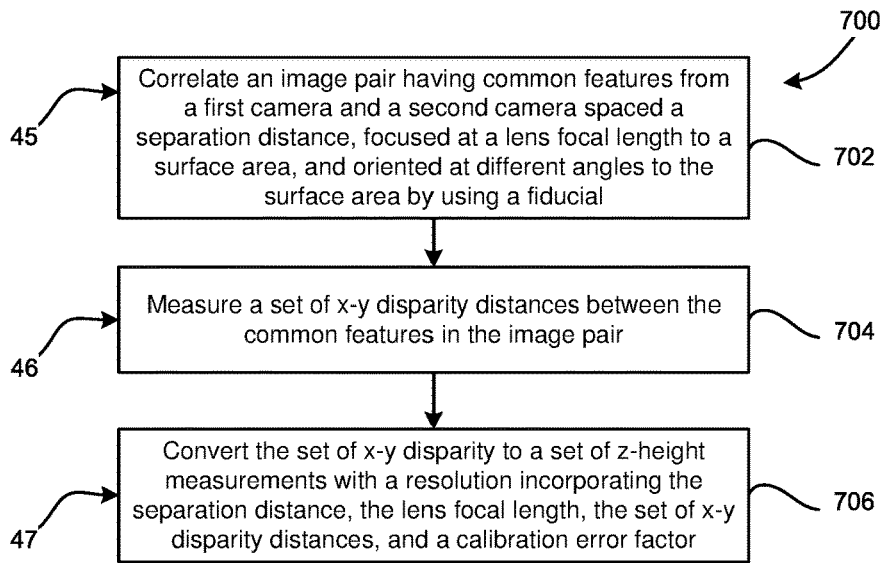 700
Correlate an image pair having common features from
a first camera and a second camera spaced a
separation distance, focused at a lens focal length to a
surface area, and oriented at different angles to the
surface area by using a fiducial
45
702
Measure a set of x-y disparity distances between the
common features in the image pair
46
704
Convert the set of x-y disparity to a set of z-height
measurements with a resolution incorporating the
separation distance, the lens focal length, the set of x-y
disparity distances, and a calibration error factor
47
706